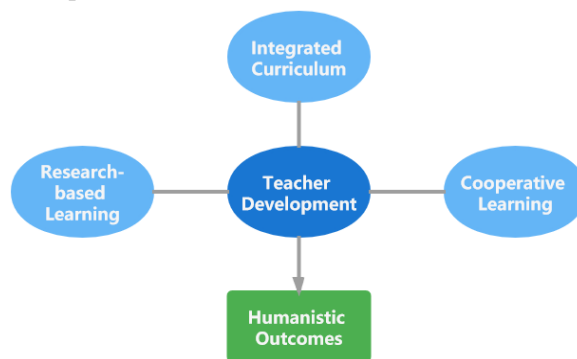 Integrated
Curriculum
Research-
based
Learning
Teacher
Development
Cooperative
Learning
Humanistic
Outcomes